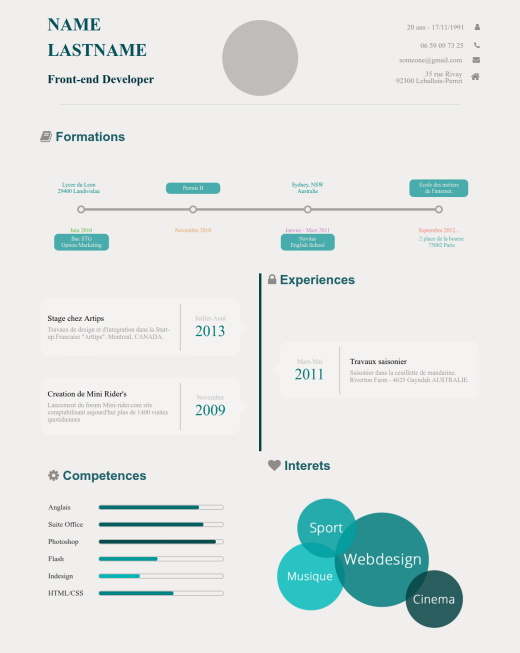 NAME
LASTNAME
Front-end Developer
20 ans - 17/11/1991
06 59 09 73 25
someone@gmail.com
35 rue Rivay
92300 Leballois-Perret
Formations
Lycee du Leon
29400 Landivisiau
Permis B
Sydney, NSW
Australie
Ecole des metiers
de l'internet.
Juin 2010
Bac STG
Option Marketing
Novembre 2010
Janvier - Mars 2011
Navitas
English School
Septembre 2012...
2 place de la bourse
75002 Paris
Experiences
Stage chez Artips
Travaux de design et d'integration dans la Start-
up Francaise "Artips". Montreal, CANADA.
Juillet-Aout
2013
Mars-Mai
2011
Travaux saisonier
Saisonier dans la ceuillette de mandarine.
Riverton Farm - 4625 Gayndah AUSTRALIE.
Creation de Mini Rider's
Lancement du forum Mini-rider.com site
comptabilisant aujourd'hui plus de 1400 visites
quotidiennes
Novembre
2009
Competences
Anglais
Suite Office
Photoshop
Flash
Indesign
HTML/CSS
Interets
Sport
Webdesign
Musique
Cinema